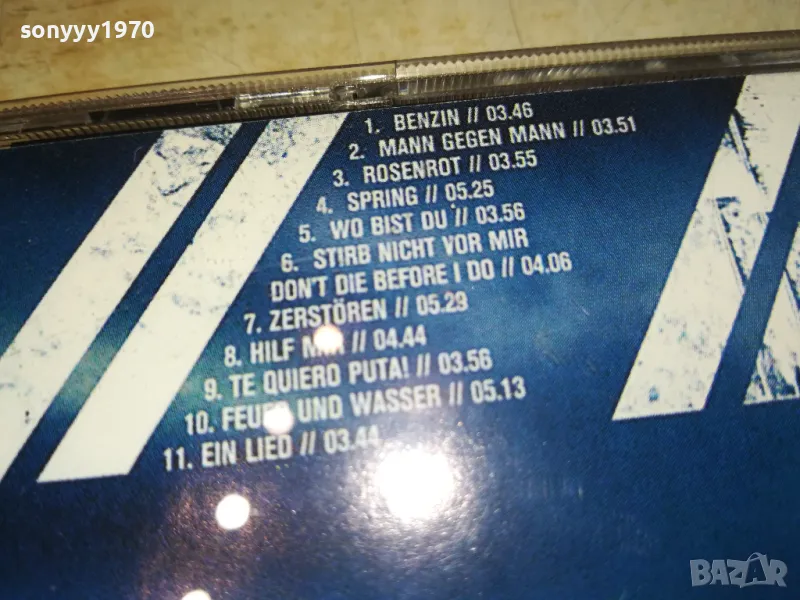 sonyyy1970
1. BENZIN // 03.46
2. MANN GEGEN MANN // 03.51
3. ROSENROT // 03.55
4. SPRING // 05.25
5. WO BIST DU // 03.56
6. STIRB NICHT VOR MIR
DON'T DIE BEFORE I DO // 04.06
7. ZERSTÖREN // 05.29
8. HILF MIR // 04.44
9. TE QUIERO PUTA! // 03.56
10. FEUER UND WASSER // 05.13
11. EIN LIED // 03.44
BAZAR